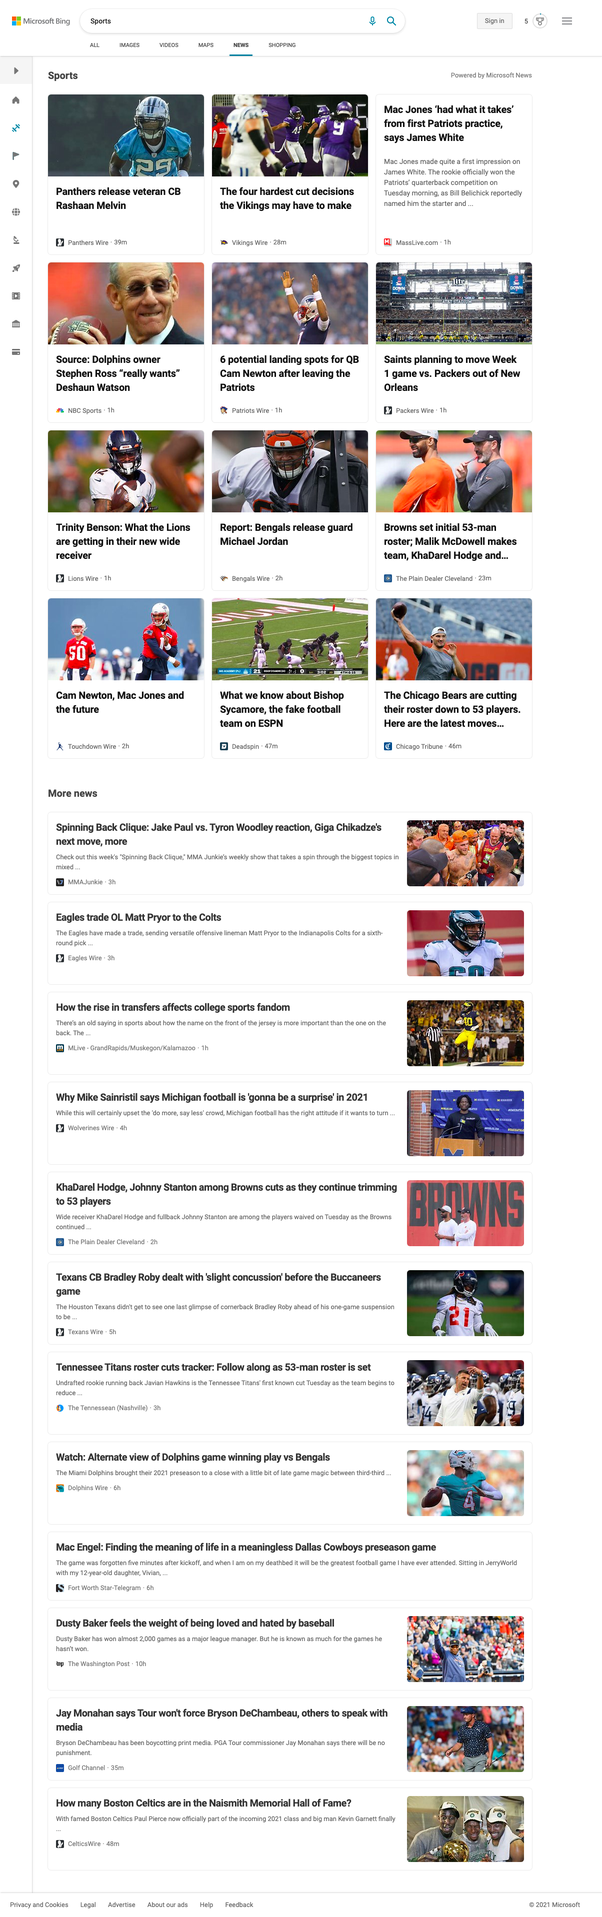 Microsoft Bing
Sports
Sign in
5
ALL
IMAGES
VIDEOS
MAPS
NEWS
SHOPPING
Sports
Powered by Microsoft News
Panthers release veteran CB
Rashaan Melvin
Panthers Wire · 39m
The four hardest cut decisions
the Vikings may have to make
Vikings Wire · 28m
Mac Jones ‘had what it takes’
from first Patriots practice,
says James White
Mac Jones made quite a first impression on
James White. The rookie officially won the
Patriots' quarterback competition on
Tuesday morning, as Bill Belichick reportedly
named him the starter and ...
MassLive.com · 1h
Source: Dolphins owner
Stephen Ross “really wants”
Deshaun Watson
NBC Sports · 1h
6 potential landing spots for QB
Cam Newton after leaving the
Patriots
Patriots Wire · 1h
Saints planning to move Week
1 game vs. Packers out of New
Orleans
Packers Wire · 1h
Trinity Benson: What the Lions
are getting in their new wide
receiver
Lions Wire · 1h
Report: Bengals release guard
Michael Jordan
Bengals Wire · 2h
Browns set initial 53-man
roster; Malik McDowell makes
team, KhaDarel Hodge and...
The Plain Dealer Cleveland · 23m
50
Cam Newton, Mac Jones and
the future
Touchdown Wire · 2h
What we know about Bishop
Sycamore, the fake football
team on ESPN
Deadspin · 47m
The Chicago Bears are cutting
their roster down to 53 players.
Here are the latest moves...
Chicago Tribune · 46m
More news
Spinning Back Clique: Jake Paul vs. Tyron Woodley reaction, Giga Chikadze's
next move, more
Check out this week's "Spinning Back Clique," MMA Junkie's weekly show that takes a spin through the biggest topics in
mixed ...
MMAJunkie · 3h
Eagles trade OL Matt Pryor to the Colts
The Eagles have made a trade, sending versatile offensive lineman Matt Pryor to the Indianapolis Colts for a sixth-
round pick ...
Eagles Wire · 3h
How the rise in transfers affects college sports fandom
There's an old saying in sports about how the name on the front of the jersey is more important than the one on the
back. The ...
MLive - GrandRapids/Muskegon/Kalamazoo · 1h
Why Mike Sainristil says Michigan football is 'gonna be a surprise' in 2021
While this will certainly upset the 'do more, say less' crowd, Michigan football has the right attitude if it wants to turn ...
Wolverines Wire · 4h
KhaDarel Hodge, Johnny Stanton among Browns cuts as they continue trimming
to 53 players
Wide receiver KhaDarel Hodge and fullback Johnny Stanton are among the players waived on Tuesday as the Browns
continued ...
The Plain Dealer Cleveland · 2h
BROWNS
Texans CB Bradley Roby dealt with 'slight concussion' before the Buccaneers
game
The Houston Texans didn't get to see one last glimpse of cornerback Bradley Roby ahead of his one-game suspension
to be ...
Texans Wire · 5h
21
Tennessee Titans roster cuts tracker: Follow along as 53-man roster is set
Undrafted rookie running back Javian Hawkins is the Tennessee Titans' first known cut Tuesday as the team begins to
reduce ...
The Tennessean (Nashville) · 3h
Watch: Alternate view of Dolphins game winning play vs Bengals
The Miami Dolphins brought their 2021 preseason to a close with a little bit of late game magic between third-third ...
Dolphins Wire · 6h
Mac Engel: Finding the meaning of life in a meaningless Dallas Cowboys preseason game
The game was forgotten five minutes after kickoff, and when I am on my deathbed it will be the greatest football game I have ever attended. Sitting in JerryWorld
with my 12-year-old daughter, Vivian, ...
Fort Worth Star-Telegram · 6h
Dusty Baker feels the weight of being loved and hated by baseball
Dusty Baker has won almost 2,000 games as a major league manager. But he is known as much for the games he
hasn't won.
The Washington Post · 10h
Jay Monahan says Tour won't force Bryson DeChambeau, others to speak with
media
Bryson DeChambeau has been boycotting print media. PGA Tour commissioner Jay Monahan says there will be no
punishment.
Golf Channel · 35m
How many Boston Celtics are in the Naismith Memorial Hall of Fame?
With famed Boston Celtics Paul Pierce now officially part of the incoming 2021 class and big man Kevin Garnett finally
...
CelticsWire · 48m
Privacy and Cookies
Legal
Advertise
About our ads
Help
Feedback
© 2021 Microsoft